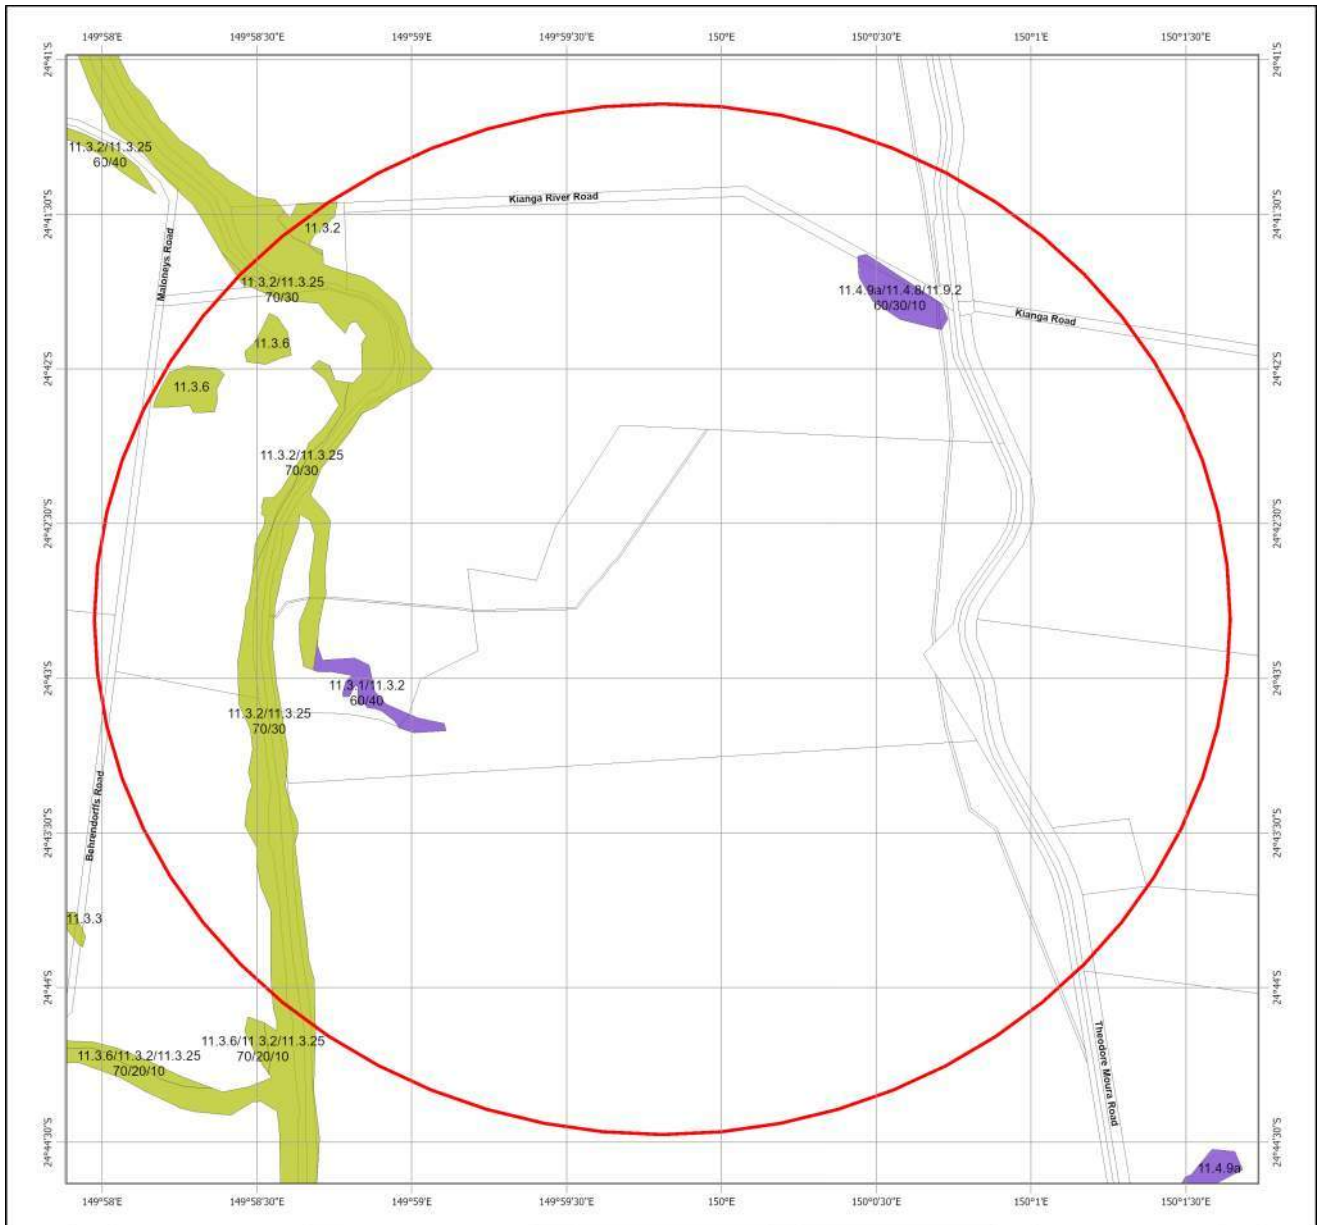 149°58'E 149°58'30"E 149°59'E 149°59'30"E 150°E 150°0'30"E 150°1'E 150°1'30"E
24°41'S 24°41'S
11.3.2/11.3.25
60/40
Kianga River Road
24°41'30"S 24°41'30"S
11.3.2
Maloneys Road
11.3.2/11.3.25
70/30
11.4.9a/11.4.8/11.9.2
60/30/10
Kianga Road
11.3.6
24°42'S 24°42'S
11.3.6
11.3.2/11.3.25
70/30
24°42'30"S 24°42'30"S
24°43'S 24°43'S
11.3.1/11.3.2
60/40
11.3.2/11.3.25
70/30
Behrendorffs Road
24°43'30"S 24°43'30"S
11.3.3
24°44'S 24°44'S
11.3.6/11.3.2/11.3.25
70/20/10
11.3.6/11.3.2/11.3.25
70/20/10
Theodore Moura Road
24°44'30"S 24°44'30"S
11.4.9a
149°58'E 149°58'30"E 149°59'E 149°59'30"E 150°E 150°0'30"E 150°1'E 150°1'30"E